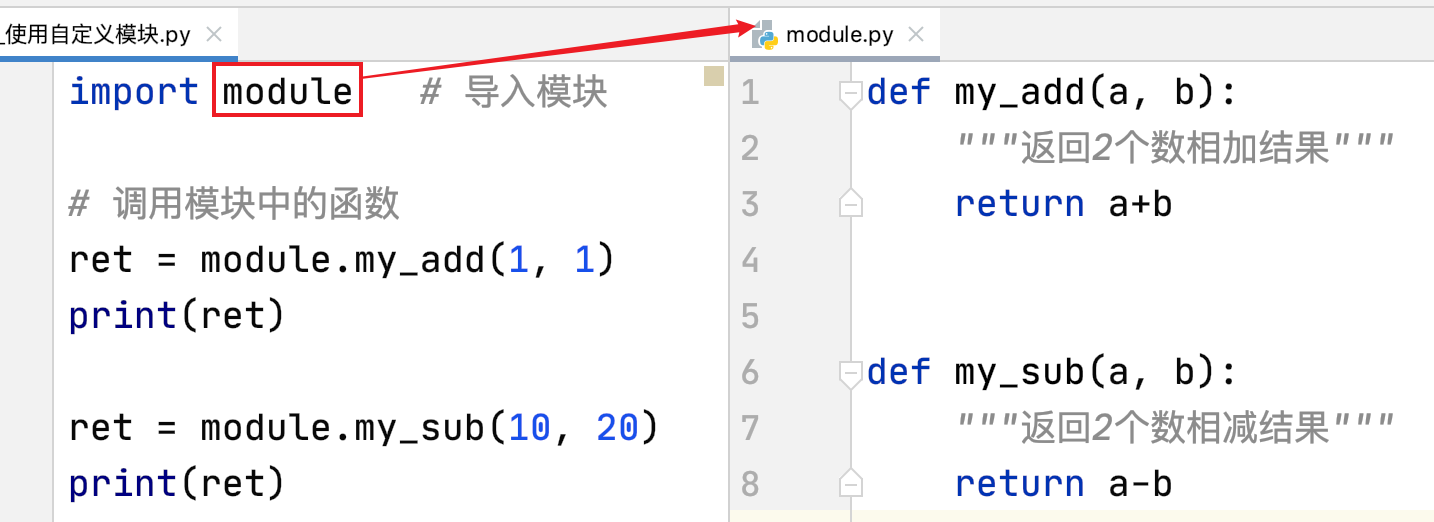 _使用自定义模块.py
import module # 导入模块
# 调用模块中的函数
ret = module.my_add(1, 1)
print(ret)
ret = module.my_sub(10, 20)
print(ret)
module.py
1 def my_add(a, b):
2 """返回2个数相加结果"""
3 return a+b
4
5
6 def my_sub(a, b):
7 """返回2个数相减结果"""
8 return a-b